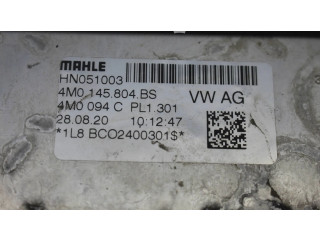 MAHLE
HN051003
4M0.145.804.BS VW AG
4M0 094 C PL1.301
28.08.20 10:12:47
*1L8 BCO2400301$*